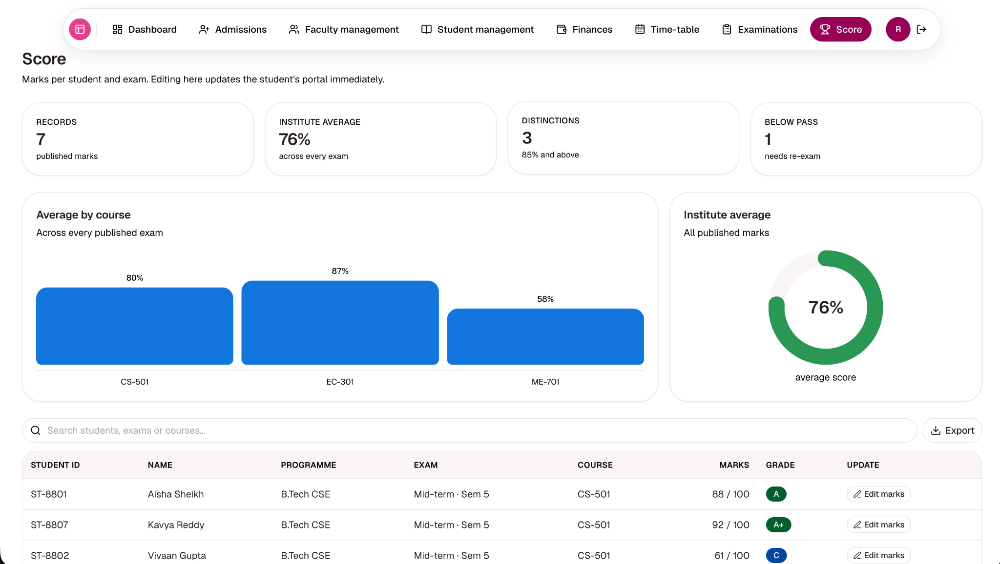 Dashboard Admissions Faculty management Student management Finances Time-table Examinations Score R
Score
Marks per student and exam. Editing here updates the student's portal immediately.
RECORDS
7
published marks
INSTITUTE AVERAGE
76%
across every exam
DISTINCTIONS
3
85% and above
BELOW PASS
1
needs re-exam
Average by course
Across every published exam
80%
87%
58%
CS-501
EC-301
ME-701
Institute average
All published marks
76%
average score
Search students, exams or courses...
Export
STUDENT ID NAME PROGRAMME EXAM COURSE MARKS GRADE UPDATE
ST-8801 Aisha Sheikh B.Tech CSE Mid-term · Sem 5 CS-501 88 / 100 A Edit marks
ST-8807 Kavya Reddy B.Tech CSE Mid-term · Sem 5 CS-501 92 / 100 A+ Edit marks
ST-8802 Vivaan Gupta B.Tech CSE Mid-term · Sem 5 CS-501 61 / 100 C Edit marks